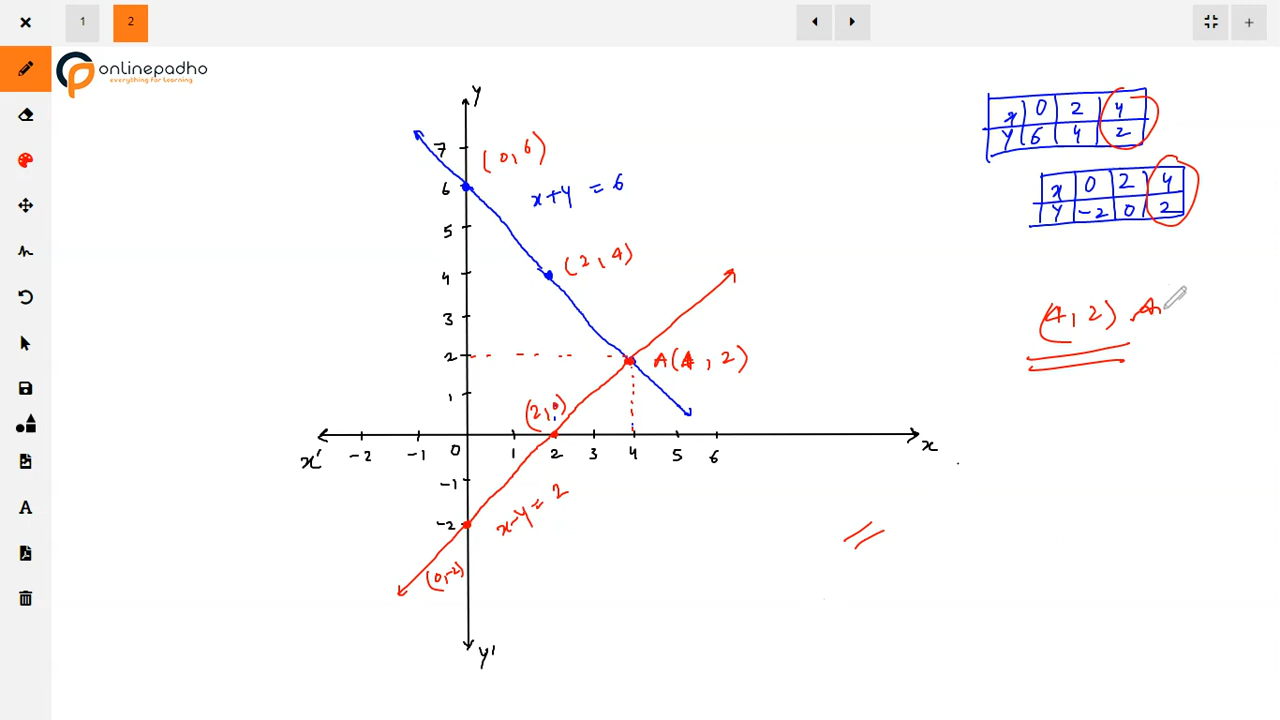 1 2
onlinepadho
everything for learning
Y
7
(0,6)
6
x+y = 6
5
(2,4)
4
3
2
A(4,2)
1
(2,0)
x' -2 -1 0 1 2 3 4 5 6 x
-1
x-y=2
-2
(0,-2)
Y'
x 0 2 4
Y 6 4 2
x 0 2 4
Y -2 0 2
(4,2)
A